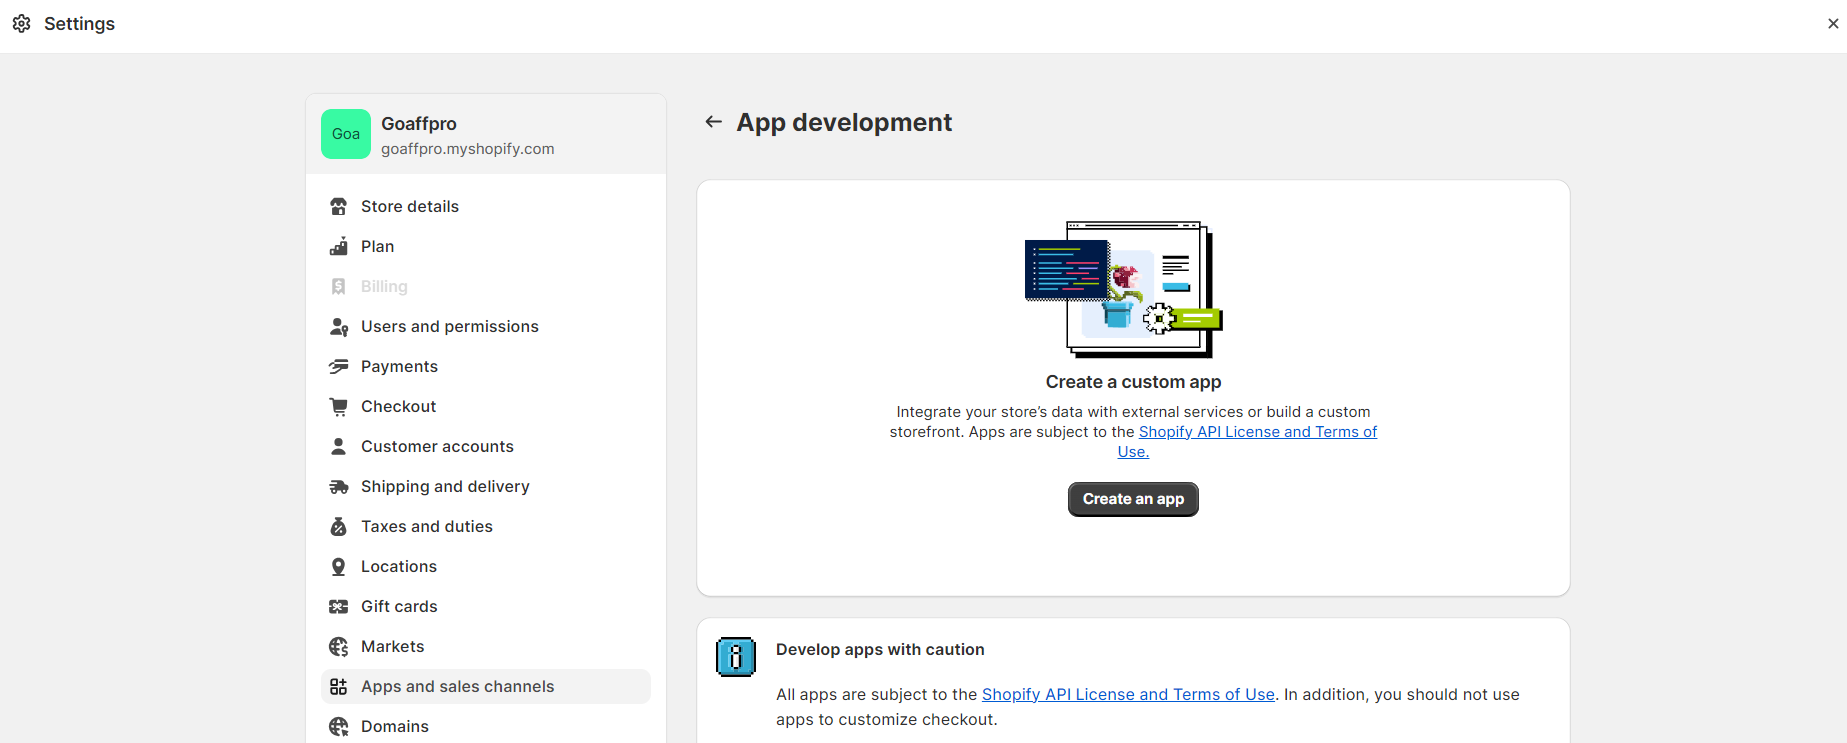 Settings
Goa
Goaffpro
goaffpro.myshopify.com
Store details
Plan
Billing
Users and permissions
Payments
Checkout
Customer accounts
Shipping and delivery
Taxes and duties
Locations
Gift cards
Markets
Apps and sales channels
Domains
App development
Create a custom app
Integrate your store’s data with external services or build a custom
storefront. Apps are subject to the Shopify API License and Terms of
Use.
Create an app
Develop apps with caution
All apps are subject to the Shopify API License and Terms of Use. In addition, you should not use
apps to customize checkout.